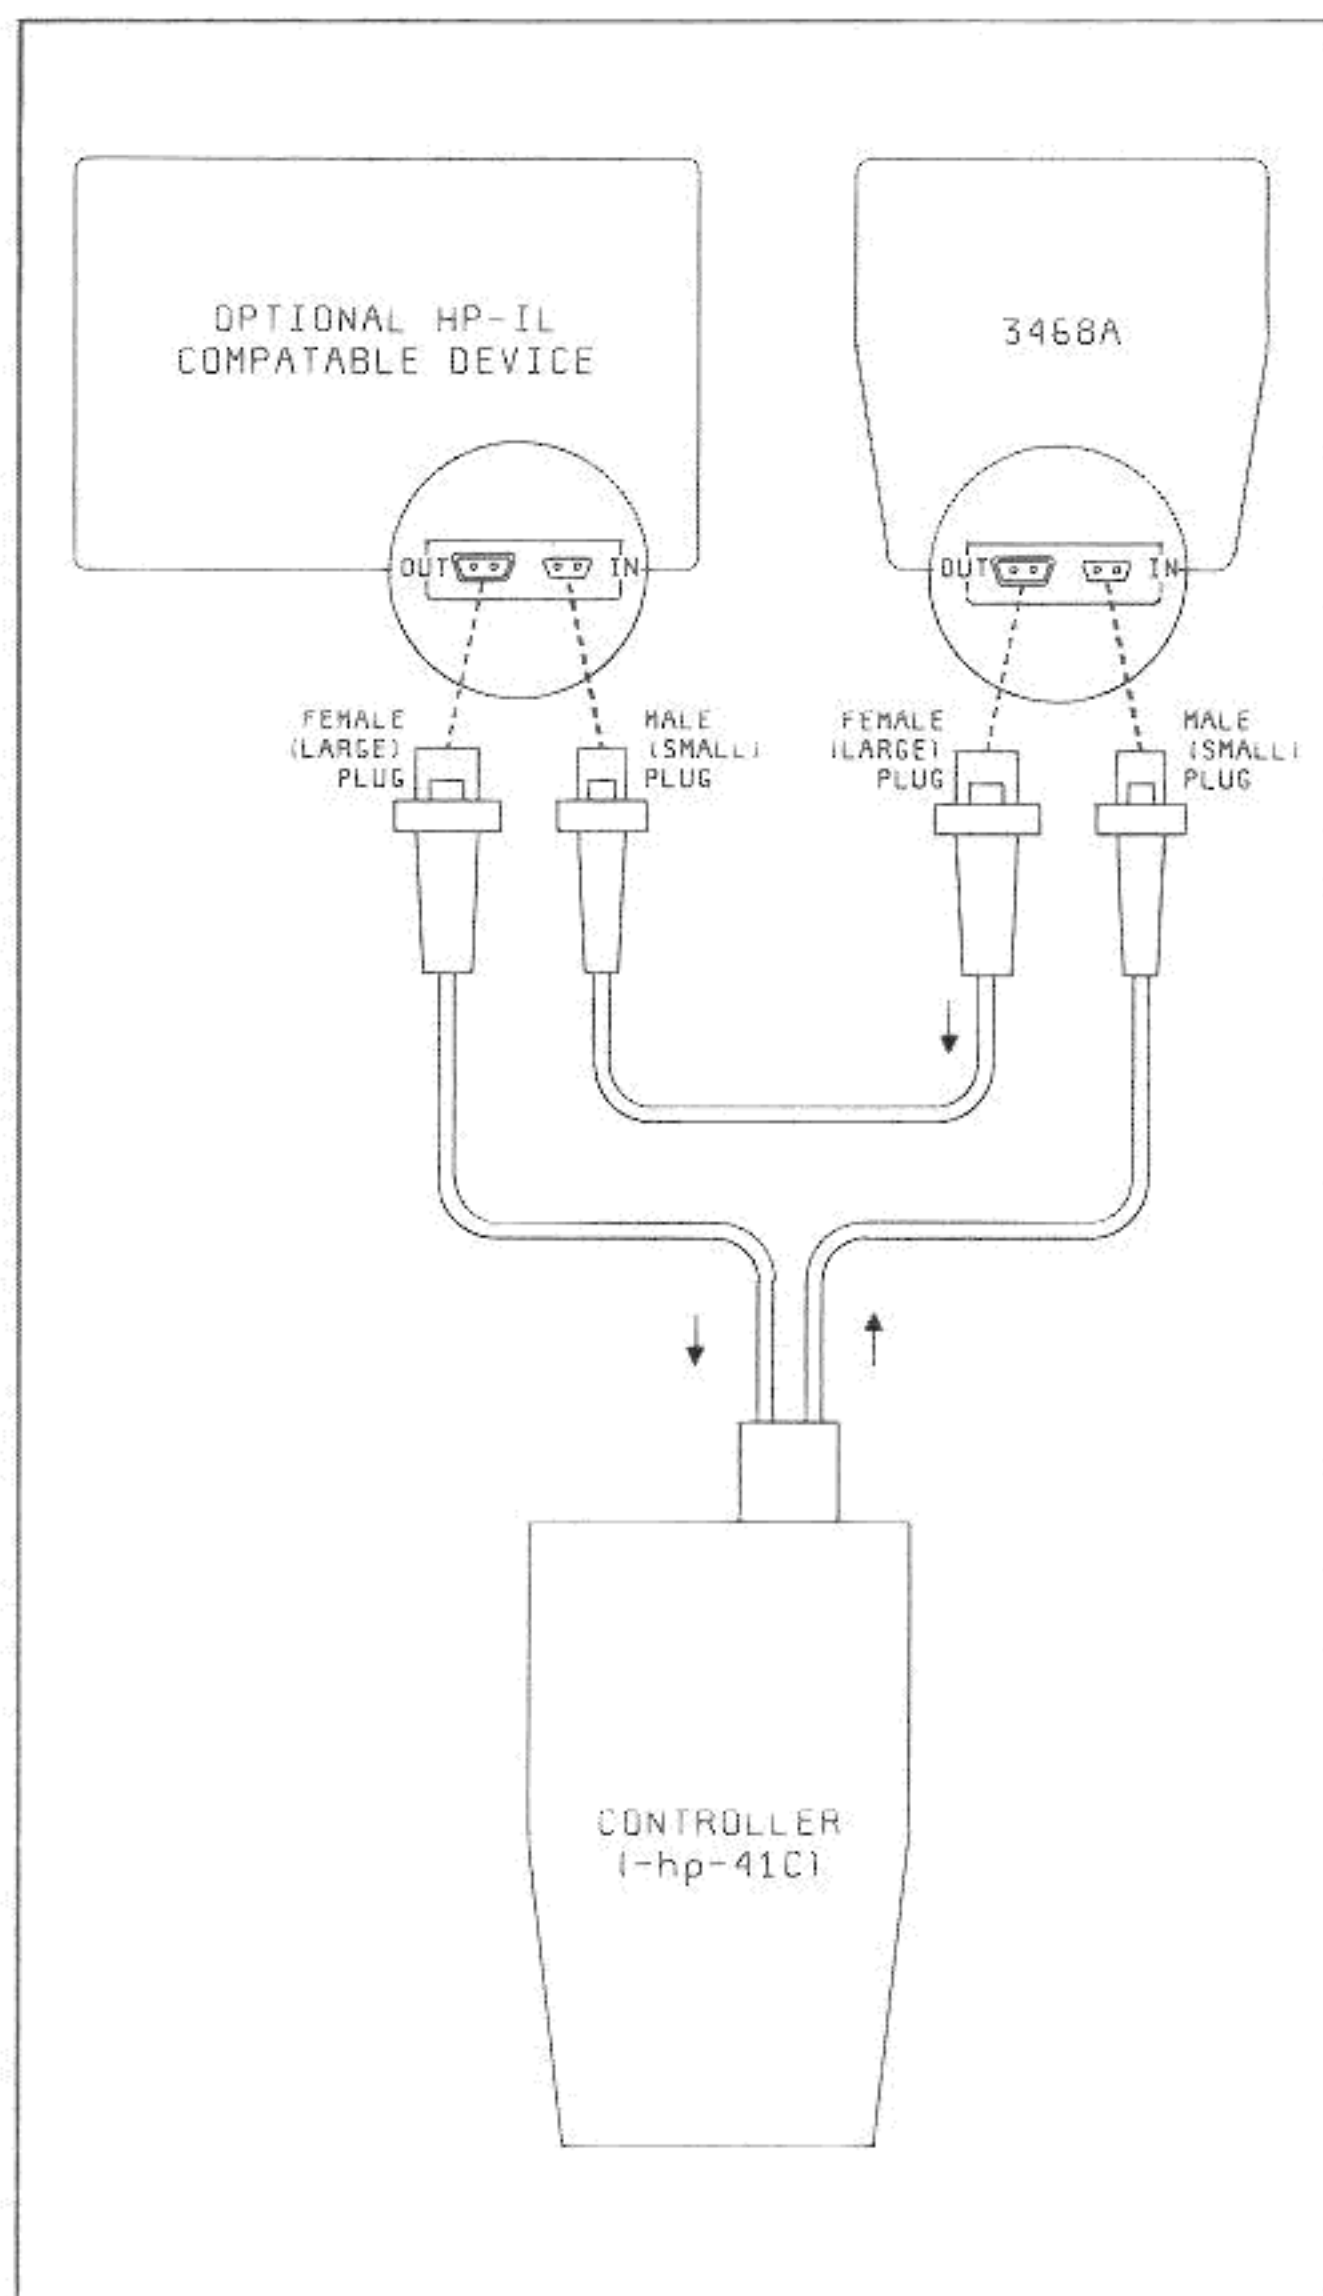 OPTIONAL HP-IL
COMPATABLE DEVICE
3468A
OUT
IN
OUT
IN
FEMALE
(LARGE)
PLUG
MALE
(SMALL)
PLUG
FEMALE
(LARGE)
PLUG
MALE
(SMALL)
PLUG
CONTROLLER
(-hp-41C)